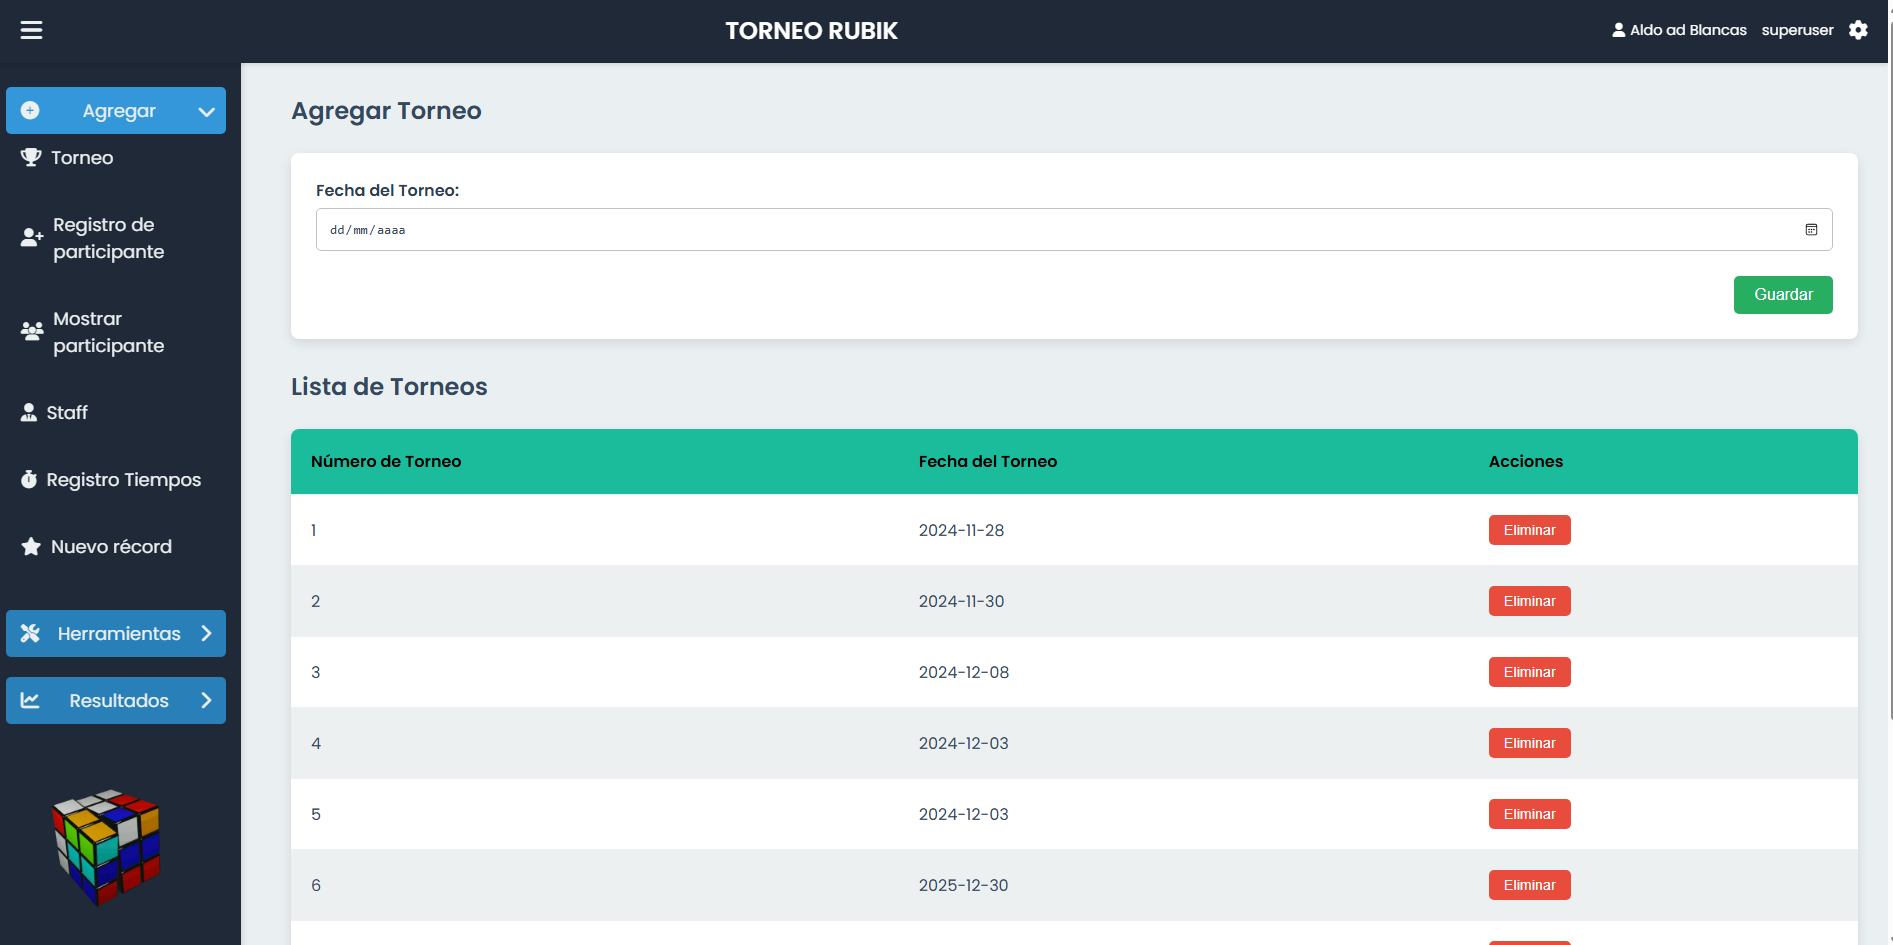 TORNEO RUBIK
Aldo ad Blancas superuser
Agregar
Torneo
Registro de
participante
Mostrar
participante
Staff
Registro Tiempos
Nuevo récord
Herramientas
Resultados
Agregar Torneo
Fecha del Torneo:
dd/mm/aaaa
Guardar
Lista de Torneos
Número de Torneo Fecha del Torneo Acciones
1 2024-11-28 Eliminar
2 2024-11-30 Eliminar
3 2024-12-08 Eliminar
4 2024-12-03 Eliminar
5 2024-12-03 Eliminar
6 2025-12-30 Eliminar